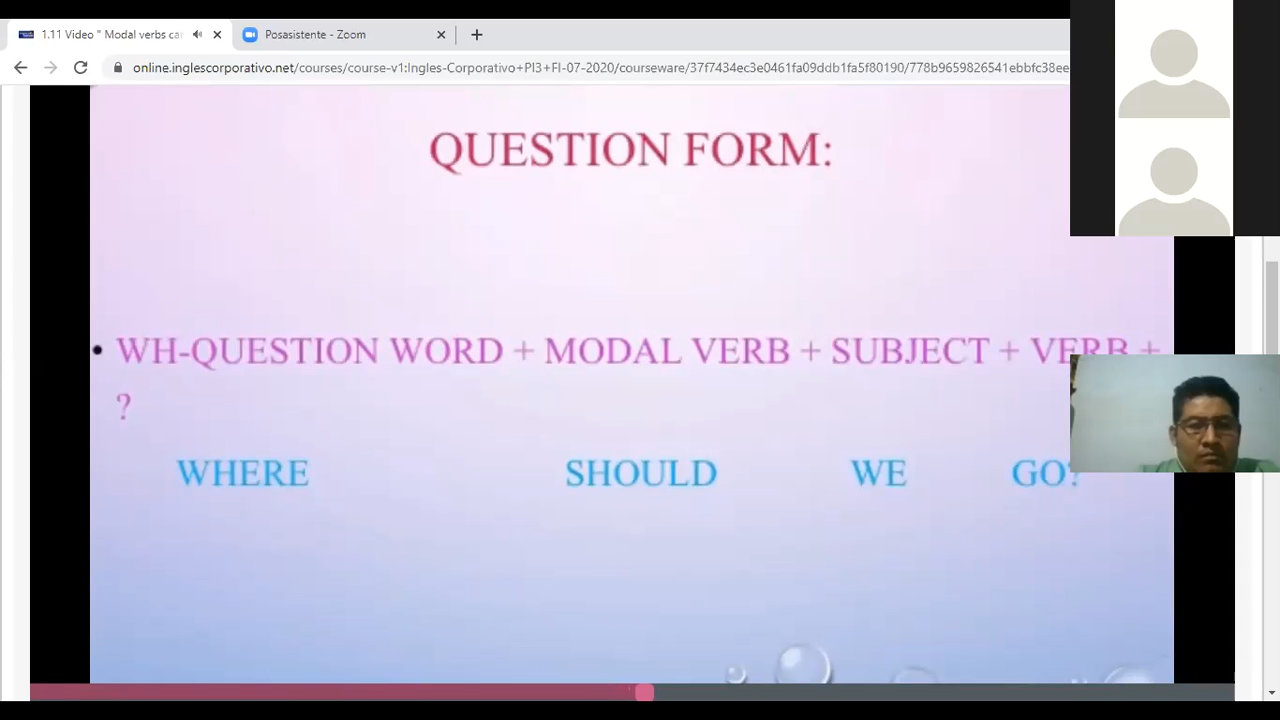 1.11 Video " Modal verbs ca
Posasistente - Zoom
online.inglescorporativo.net/courses/course-v1:Ingles-Corporativo+PI3+FI-07-2020/courseware/37f7434ec3e0461fa09ddb1fa5f80190/778b9659826541ebbfc38ee
QUESTION FORM:
• WH-QUESTION WORD + MODAL VERB + SUBJECT + VERB +
?
WHERE SHOULD WE GO?